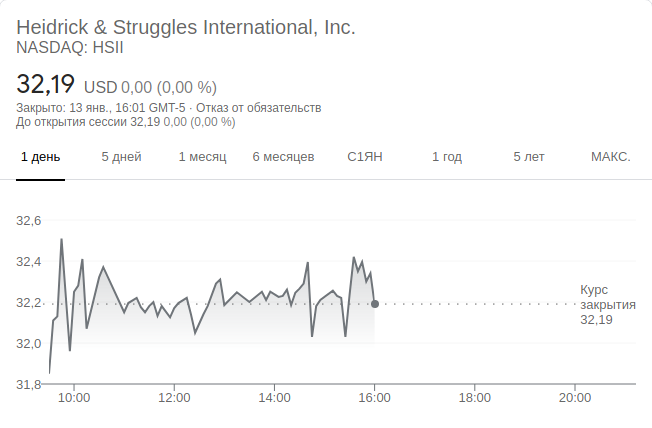 Heidrick & Struggles International, Inc.
NASDAQ: HSII
32,19 USD 0,00 (0,00 %)
Закрыто: 13 янв., 16:01 GMT-5 · Отказ от обязательств
До открытия сессии 32,19 0,00 (0,00 %)
1 день 5 дней 1 месяц 6 месяцев С1ЯН 1 год 5 лет МАКС.
32,6
32,4
32,2
32,0
31,8
Курс
закрытия
32,19
10:00 12:00 14:00 16:00 18:00 20:00